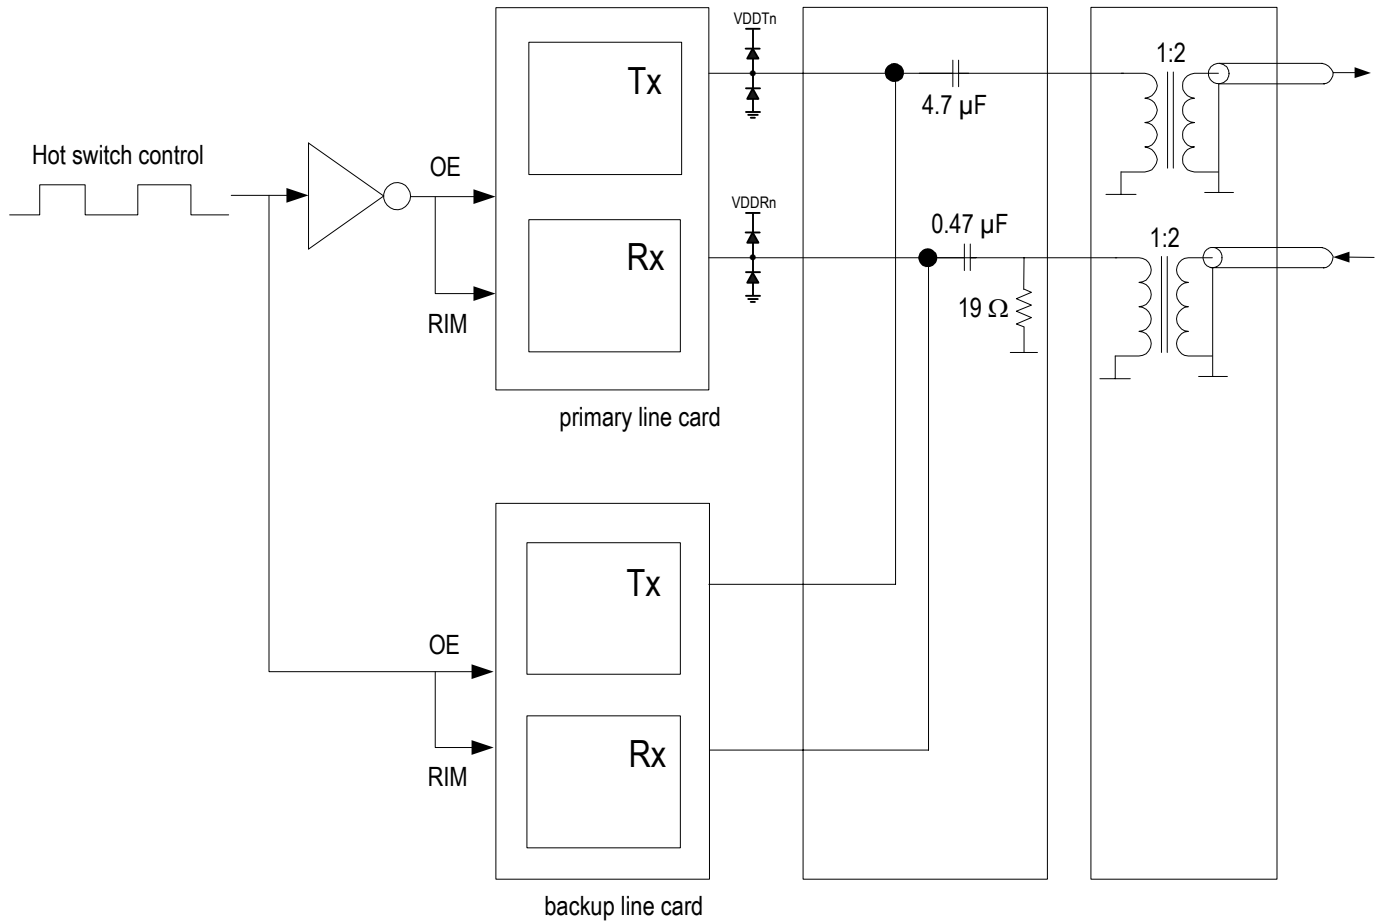 VDDTn
1:2
Tx
4.7 µF
Hot switch control
OE
VDDRn
0.47 µF
1:2
Rx
19 Ω
RIM
primary line card
Tx
OE
Rx
RIM
backup line card